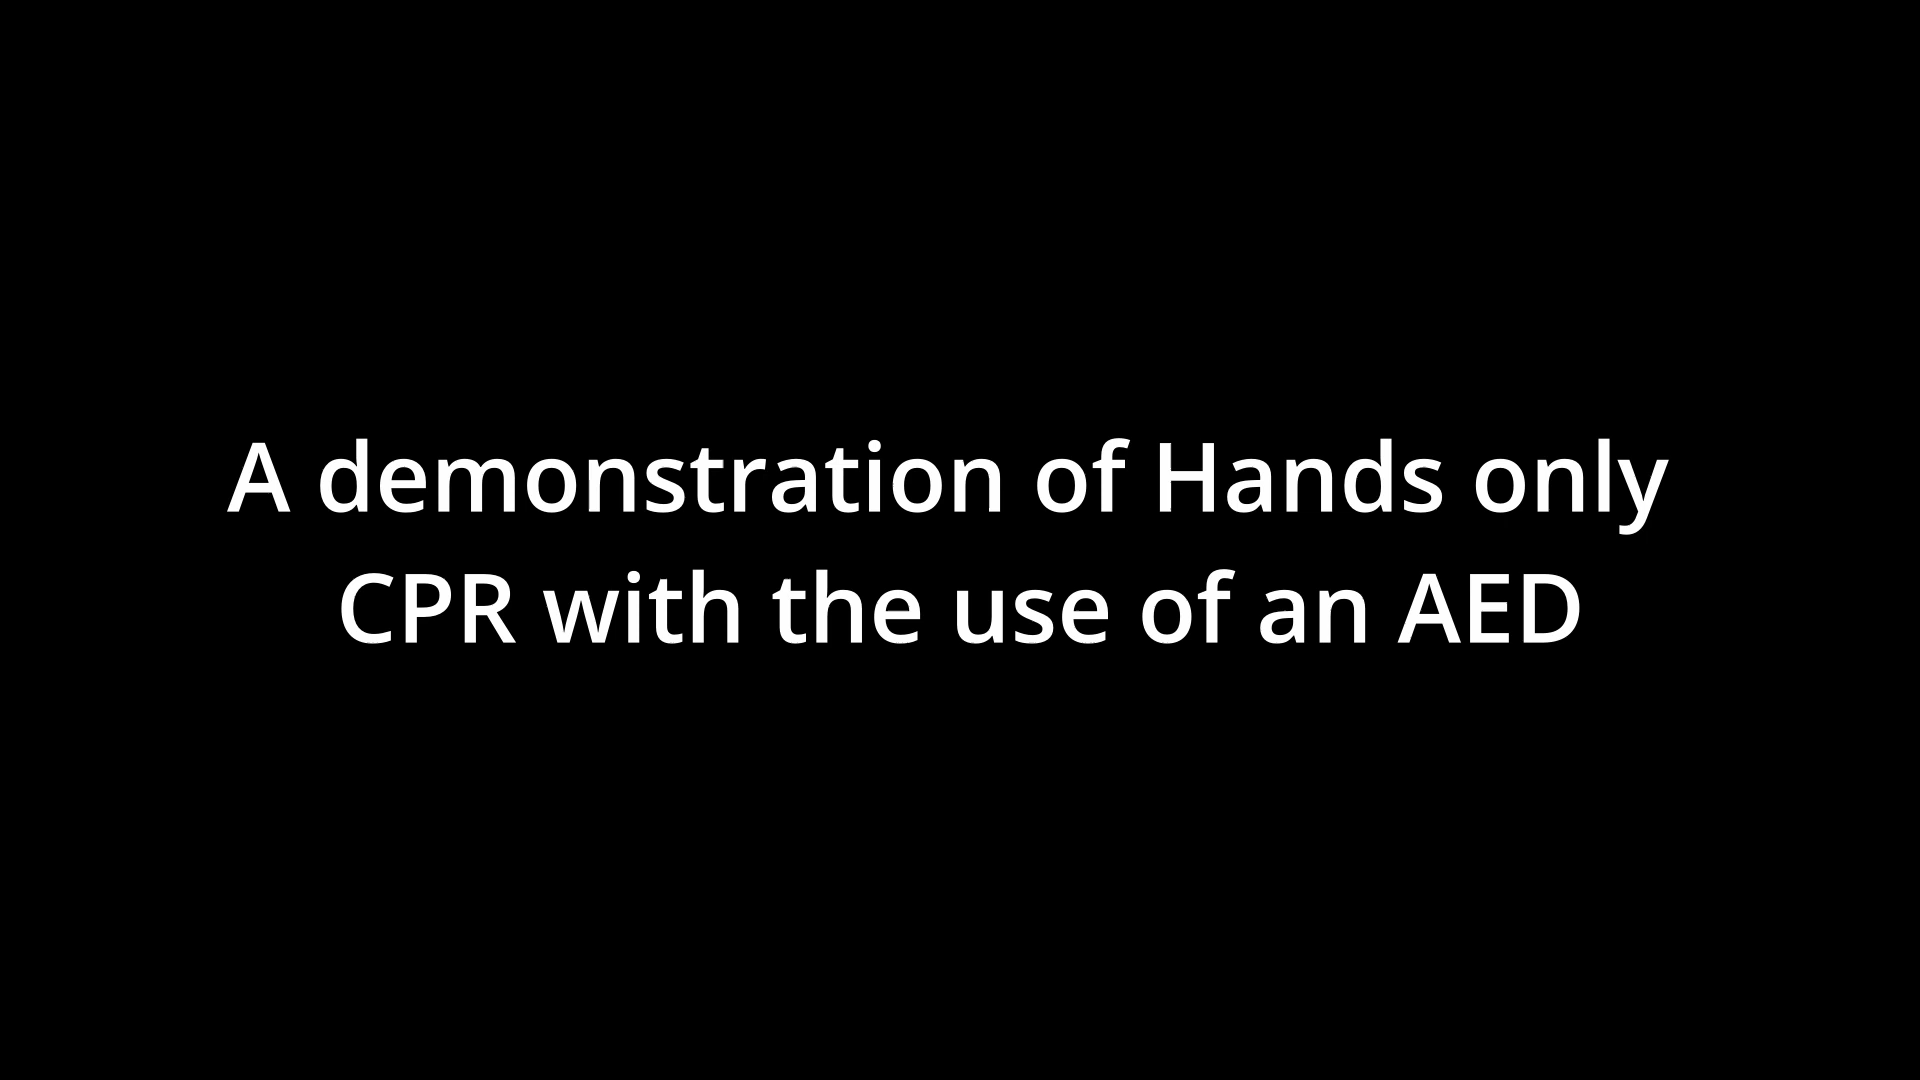 A demonstration of Hands only
CPR with the use of an AED